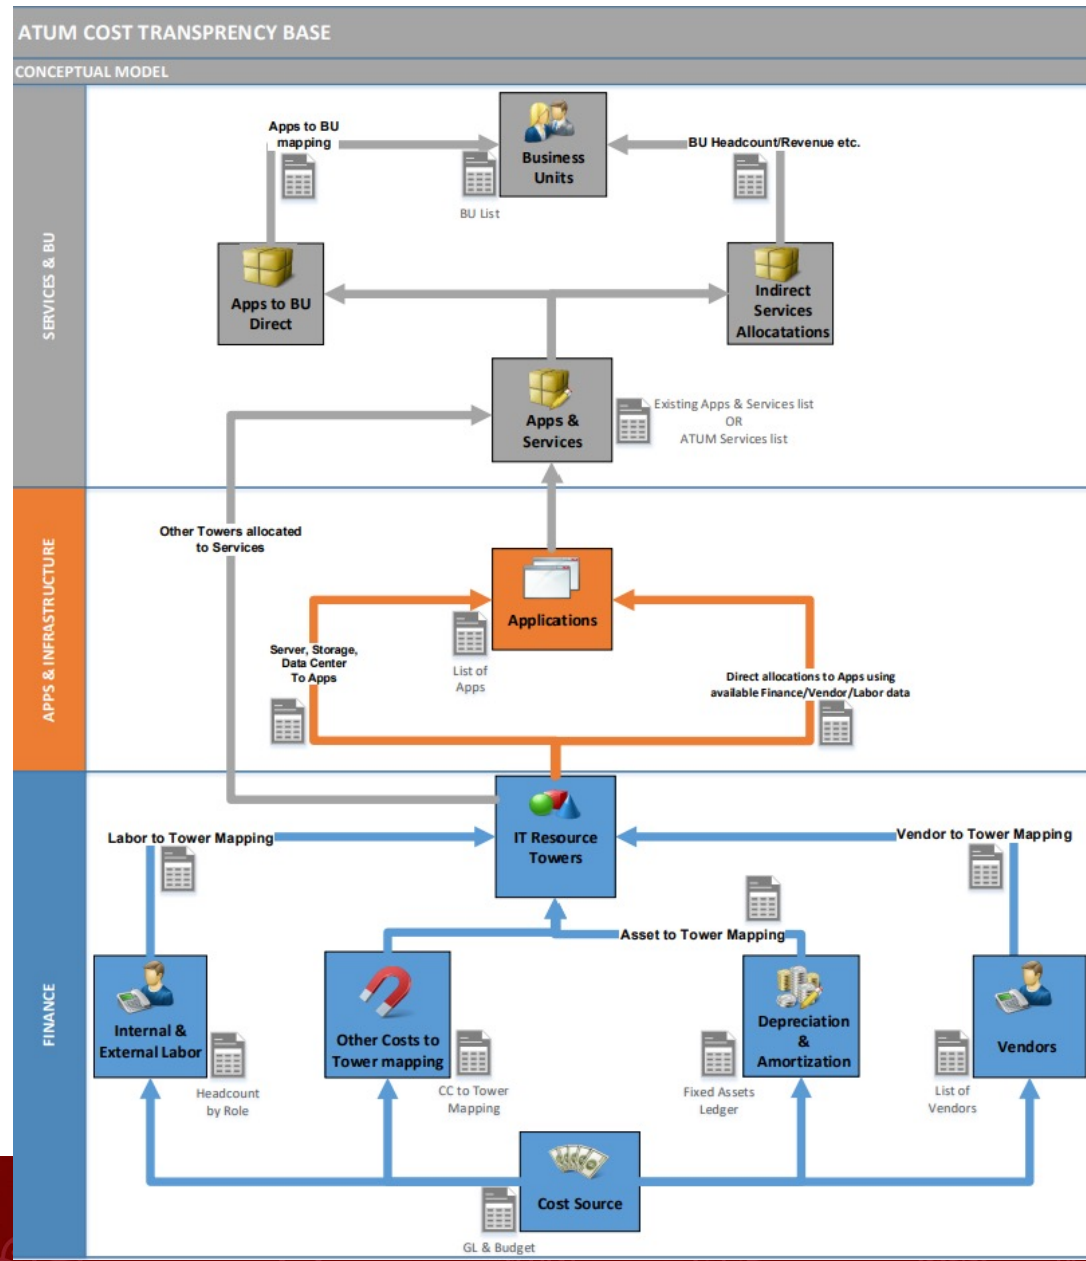 ATUM COST TRANSPRENCY BASE
CONCEPTUAL MODEL
SERVICES & BU
Apps to BU
mapping
Business
Units
BU Headcount/Revenue etc.
BU List
Apps to BU
Direct
Indirect
Services
Allocatations
Apps &
Services
Existing Apps & Services list
OR
ATUM Services list
APPS & INFRASTRUCTURE
Other Towers allocated
to Services
Applications
Server, Storage,
Data Center
To Apps
List of
Apps
Direct allocations to Apps using
available Finance/Vendor/Labor data
FINANCE
IT Resource
Towers
Labor to Tower Mapping
Vendor to Tower Mapping
Asset to Tower Mapping
Internal &
External Labor
Headcount
by Role
Other Costs to
Tower mapping
CC to Tower
Mapping
Depreciation
&
Amortization
Fixed Assets
Ledger
Vendors
List of
Vendors
Cost Source
GL & Budget